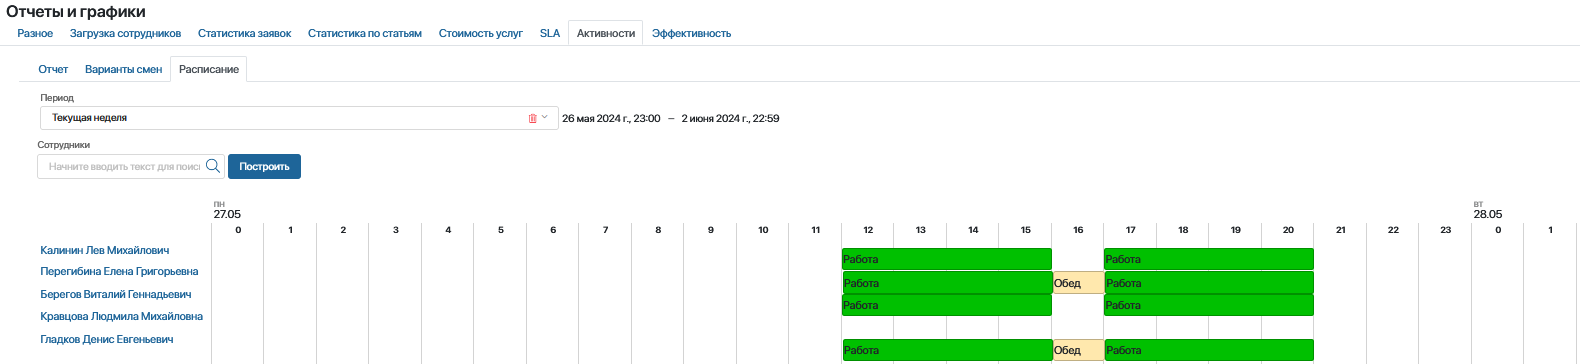 Отчеты и графики
Разное Загрузка сотрудников Статистика заявок Статистика по статьям Стоимость услуг SLA Активности Эффективность
Отчет Варианты смен Расписание
Период
Текущая неделя 26 мая 2024 г., 23:00 — 2 июня 2024 г., 22:59
Сотрудники
Начните вводить текст для поис Построить
пн вт
27.05 28.05
0 1 2 3 4 5 6 7 8 9 10 11 12 13 14 15 16 17 18 19 20 21 22 23 0 1
Калинин Лев Михайлович Работа Работа
Перегибина Елена Григорьевна Работа Обед Работа
Берегов Виталий Геннадьевич Работа Работа
Кравцова Людмила Михайловна
Гладков Денис Евгеньевич Работа Обед Работа